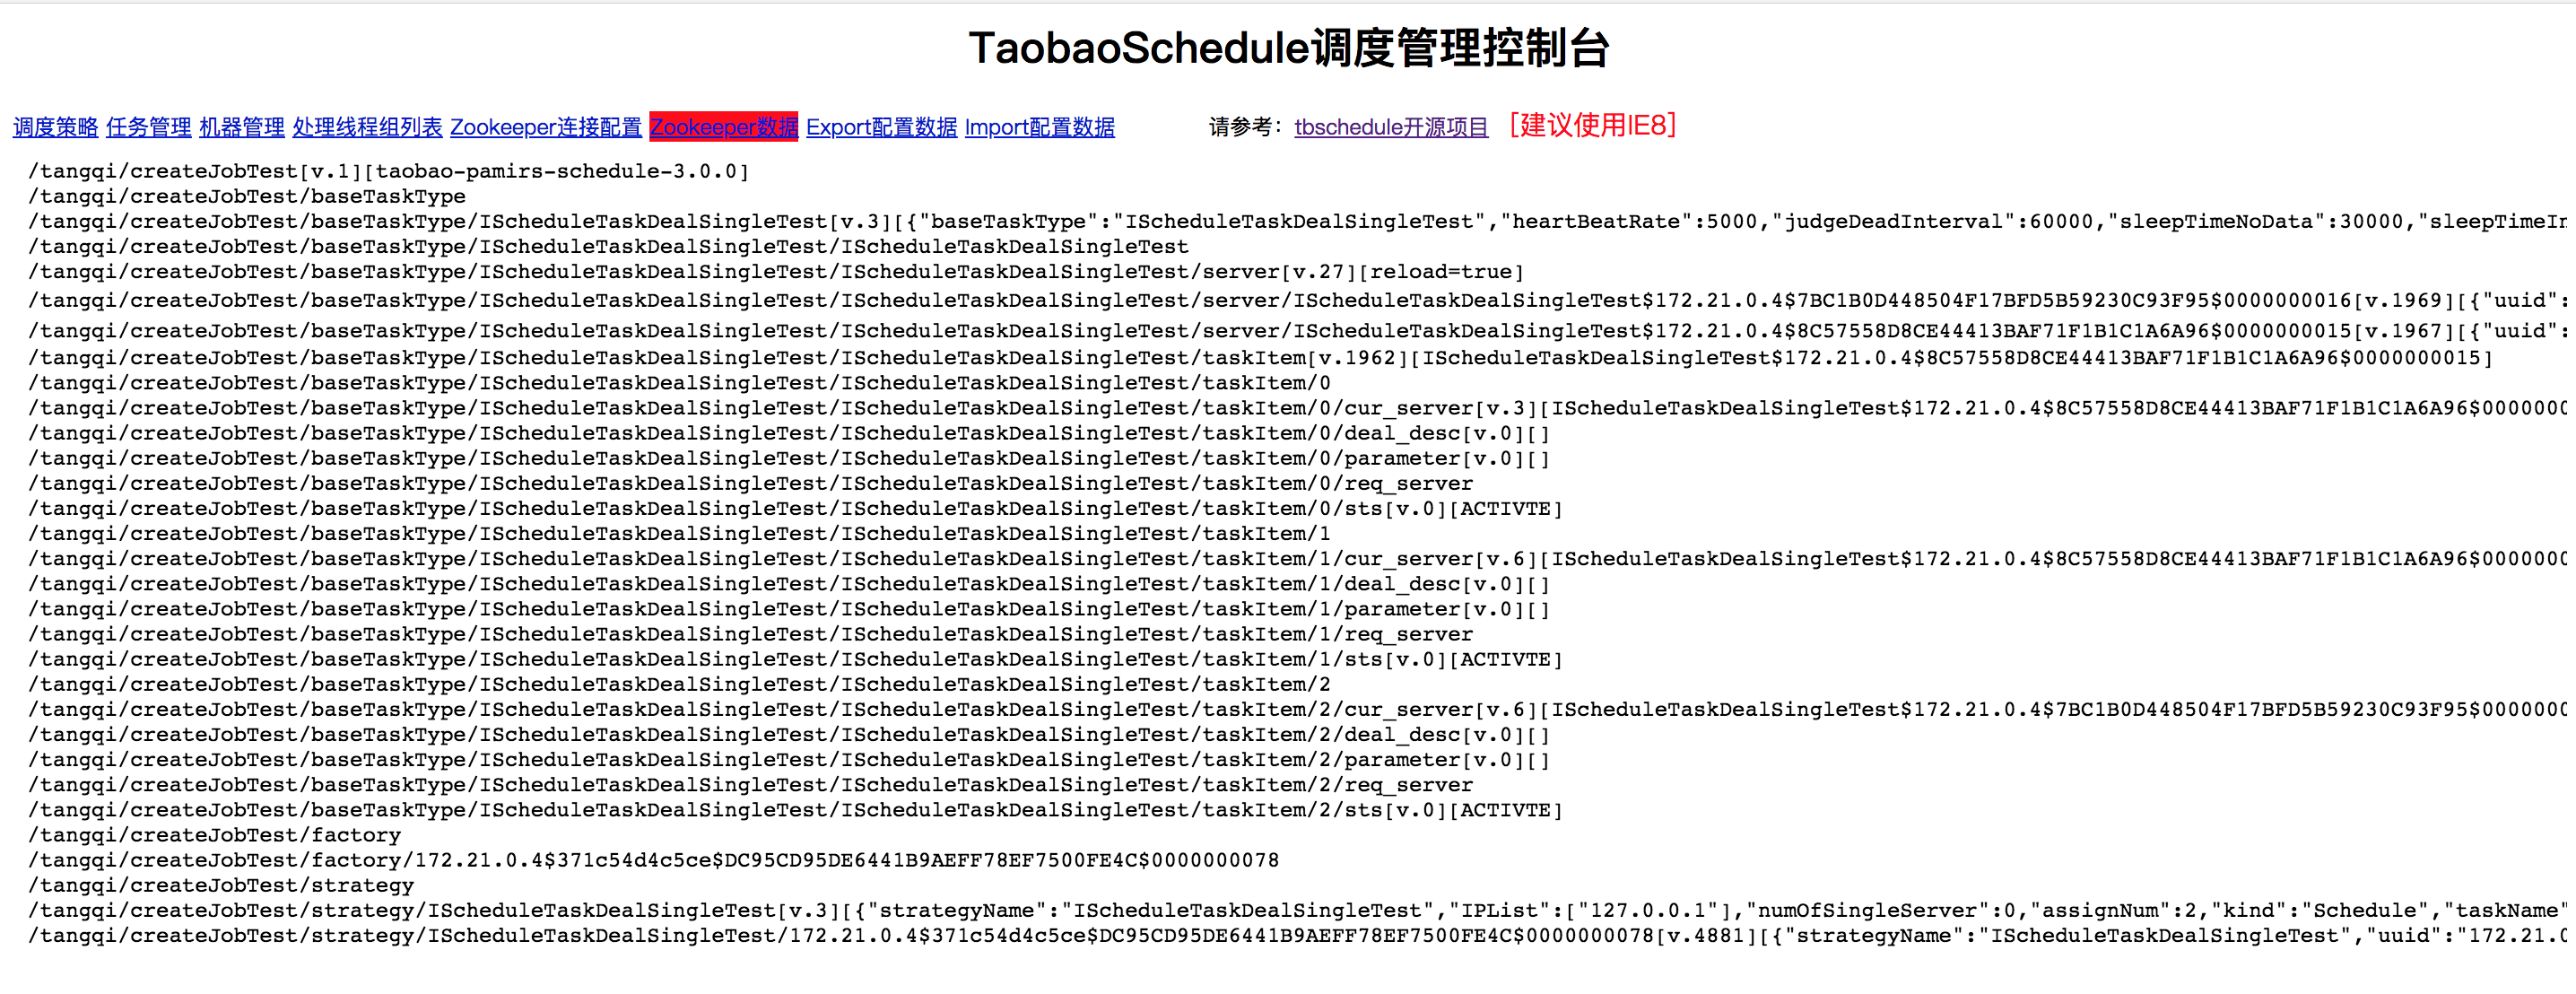 TaobaoSchedule调度管理控制台
调度策略 任务管理 机器管理 处理线程组列表 Zookeeper连接配置 Zookeeper数据 Export配置数据 Import配置数据 请参考：tbschedule开源项目 [建议使用IE8]
/tangqi/createJobTest[v.1][taobao-pamirs-schedule-3.0.0]
/tangqi/createJobTest/baseTaskType
/tangqi/createJobTest/baseTaskType/IScheduleTaskDealSingleTest[v.3][{"baseTaskType":"IScheduleTaskDealSingleTest","heartBeatRate":5000,"judgeDeadInterval":60000,"sleepTimeNoData":30000,"sleepTimeIn
/tangqi/createJobTest/baseTaskType/IScheduleTaskDealSingleTest/IScheduleTaskDealSingleTest
/tangqi/createJobTest/baseTaskType/IScheduleTaskDealSingleTest/IScheduleTaskDealSingleTest/server[v.27][reload=true]
/tangqi/createJobTest/baseTaskType/IScheduleTaskDealSingleTest/IScheduleTaskDealSingleTest/server/IScheduleTaskDealSingleTest$172.21.0.4$7BC1B0D448504F17BFD5B59230C93F95$0000000016[v.1969][{"uuid":
/tangqi/createJobTest/baseTaskType/IScheduleTaskDealSingleTest/IScheduleTaskDealSingleTest/server/IScheduleTaskDealSingleTest$172.21.0.4$8C57558D8CE44413BAF71F1B1C1A6A96$0000000015[v.1967][{"uuid":
/tangqi/createJobTest/baseTaskType/IScheduleTaskDealSingleTest/IScheduleTaskDealSingleTest/taskItem[v.1962][IScheduleTaskDealSingleTest$172.21.0.4$8C57558D8CE44413BAF71F1B1C1A6A96$0000000015]
/tangqi/createJobTest/baseTaskType/IScheduleTaskDealSingleTest/IScheduleTaskDealSingleTest/taskItem/0
/tangqi/createJobTest/baseTaskType/IScheduleTaskDealSingleTest/IScheduleTaskDealSingleTest/taskItem/0/cur_server[v.3][IScheduleTaskDealSingleTest$172.21.0.4$8C57558D8CE44413BAF71F1B1C1A6A96$0000000
/tangqi/createJobTest/baseTaskType/IScheduleTaskDealSingleTest/IScheduleTaskDealSingleTest/taskItem/0/deal_desc[v.0][]
/tangqi/createJobTest/baseTaskType/IScheduleTaskDealSingleTest/IScheduleTaskDealSingleTest/taskItem/0/parameter[v.0][]
/tangqi/createJobTest/baseTaskType/IScheduleTaskDealSingleTest/IScheduleTaskDealSingleTest/taskItem/0/req_server
/tangqi/createJobTest/baseTaskType/IScheduleTaskDealSingleTest/IScheduleTaskDealSingleTest/taskItem/0/sts[v.0][ACTIVTE]
/tangqi/createJobTest/baseTaskType/IScheduleTaskDealSingleTest/IScheduleTaskDealSingleTest/taskItem/1
/tangqi/createJobTest/baseTaskType/IScheduleTaskDealSingleTest/IScheduleTaskDealSingleTest/taskItem/1/cur_server[v.6][IScheduleTaskDealSingleTest$172.21.0.4$8C57558D8CE44413BAF71F1B1C1A6A96$0000000
/tangqi/createJobTest/baseTaskType/IScheduleTaskDealSingleTest/IScheduleTaskDealSingleTest/taskItem/1/deal_desc[v.0][]
/tangqi/createJobTest/baseTaskType/IScheduleTaskDealSingleTest/IScheduleTaskDealSingleTest/taskItem/1/parameter[v.0][]
/tangqi/createJobTest/baseTaskType/IScheduleTaskDealSingleTest/IScheduleTaskDealSingleTest/taskItem/1/req_server
/tangqi/createJobTest/baseTaskType/IScheduleTaskDealSingleTest/IScheduleTaskDealSingleTest/taskItem/1/sts[v.0][ACTIVTE]
/tangqi/createJobTest/baseTaskType/IScheduleTaskDealSingleTest/IScheduleTaskDealSingleTest/taskItem/2
/tangqi/createJobTest/baseTaskType/IScheduleTaskDealSingleTest/IScheduleTaskDealSingleTest/taskItem/2/cur_server[v.6][IScheduleTaskDealSingleTest$172.21.0.4$7BC1B0D448504F17BFD5B59230C93F95$0000000
/tangqi/createJobTest/baseTaskType/IScheduleTaskDealSingleTest/IScheduleTaskDealSingleTest/taskItem/2/deal_desc[v.0][]
/tangqi/createJobTest/baseTaskType/IScheduleTaskDealSingleTest/IScheduleTaskDealSingleTest/taskItem/2/parameter[v.0][]
/tangqi/createJobTest/baseTaskType/IScheduleTaskDealSingleTest/IScheduleTaskDealSingleTest/taskItem/2/req_server
/tangqi/createJobTest/baseTaskType/IScheduleTaskDealSingleTest/IScheduleTaskDealSingleTest/taskItem/2/sts[v.0][ACTIVTE]
/tangqi/createJobTest/factory
/tangqi/createJobTest/factory/172.21.0.4$371c54d4c5ce$DC95CD95DE6441B9AEFF78EF7500FE4C$0000000078
/tangqi/createJobTest/strategy
/tangqi/createJobTest/strategy/IScheduleTaskDealSingleTest[v.3][{"strategyName":"IScheduleTaskDealSingleTest","IPList":["127.0.0.1"],"numOfSingleServer":0,"assignNum":2,"kind":"Schedule","taskName"
/tangqi/createJobTest/strategy/IScheduleTaskDealSingleTest/172.21.0.4$371c54d4c5ce$DC95CD95DE6441B9AEFF78EF7500FE4C$0000000078[v.4881][{"strategyName":"IScheduleTaskDealSingleTest","uuid":"172.21.0